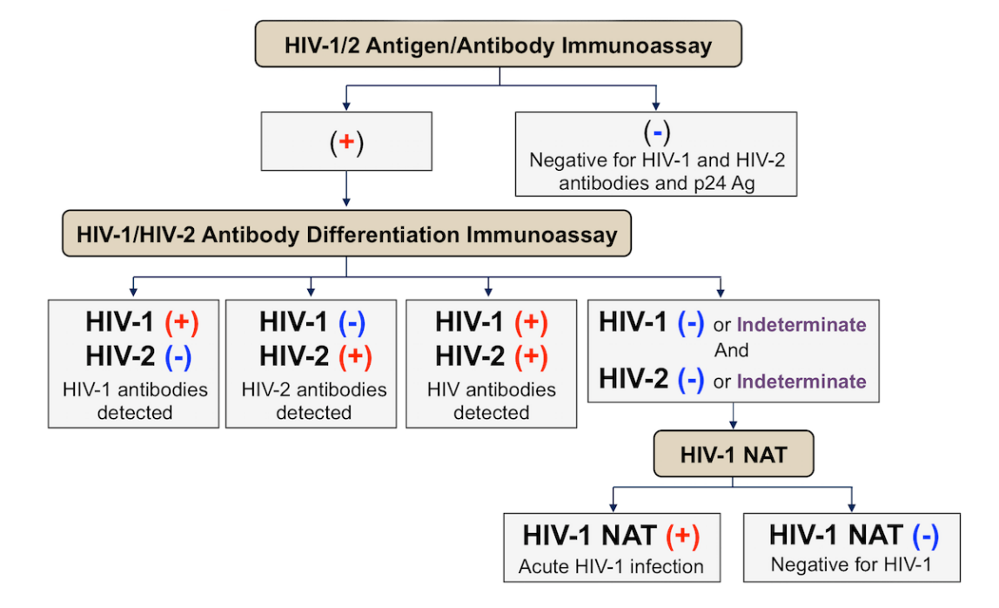 HIV-1/2 Antigen/Antibody Immunoassay
(+)
(-)
Negative for HIV-1 and HIV-2
antibodies and p24 Ag
HIV-1/HIV-2 Antibody Differentiation Immunoassay
HIV-1 (+)
HIV-2 (-)
HIV-1 antibodies
detected
HIV-1 (-)
HIV-2 (+)
HIV-2 antibodies
detected
HIV-1 (+)
HIV-2 (+)
HIV antibodies
detected
HIV-1 (-) or Indeterminate
And
HIV-2 (-) or Indeterminate
HIV-1 NAT
HIV-1 NAT (+)
Acute HIV-1 infection
HIV-1 NAT (-)
Negative for HIV-1